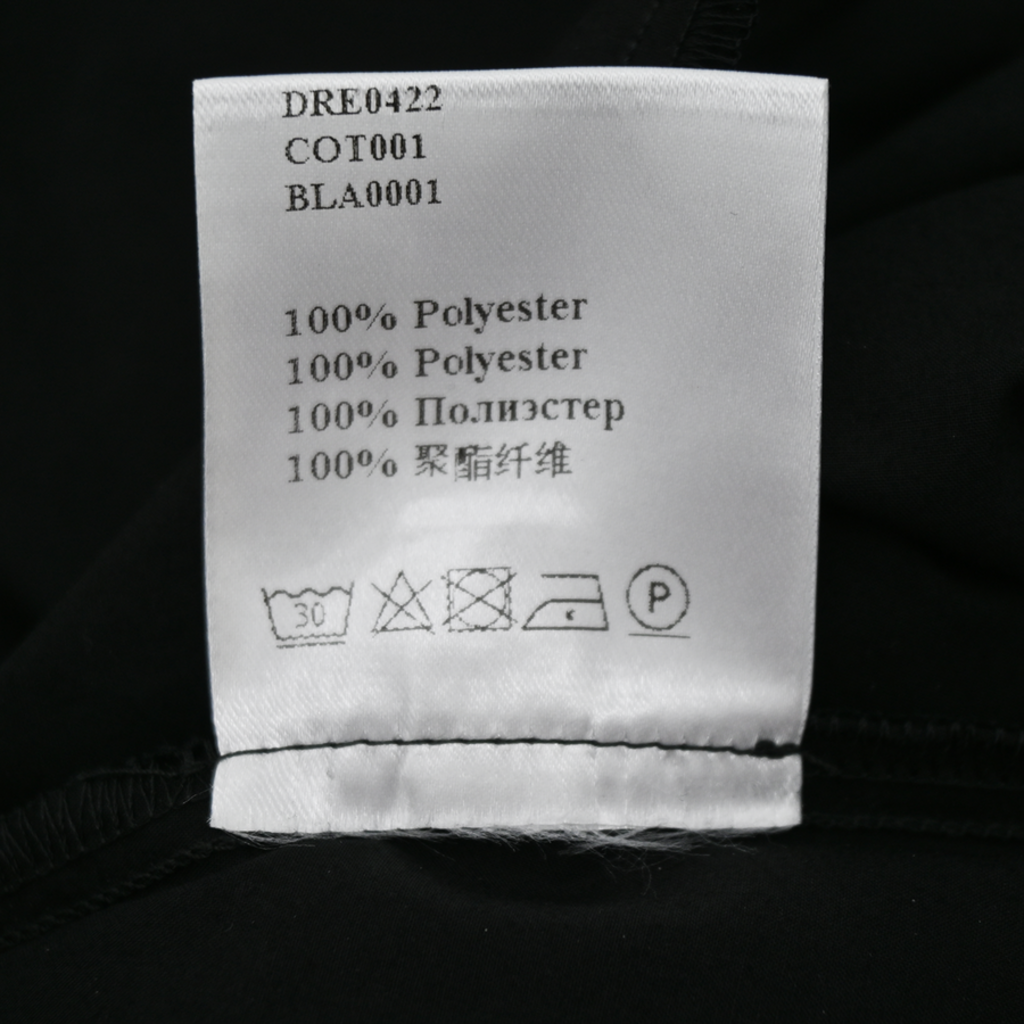 DRE0422
COT001
BLA0001
100% Polyester
100% Polyester
100% Полиэстер
100% 聚酯纤维
30 P